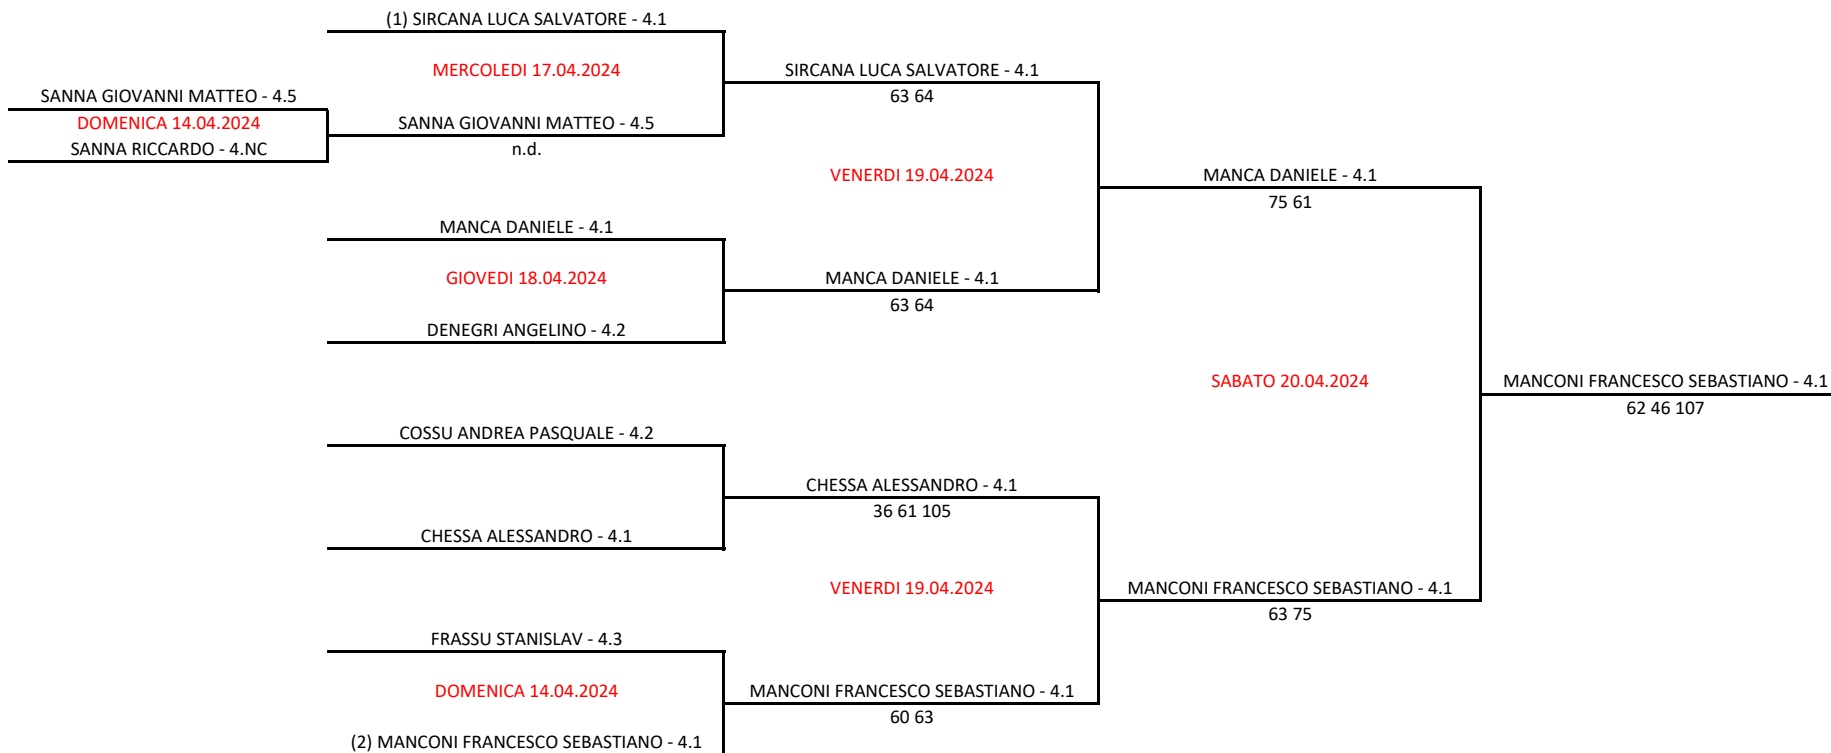 (1) SIRCANA LUCA SALVATORE - 4.1
MERCOLEDI 17.04.2024
SIRCANA LUCA SALVATORE - 4.1
SANNA GIOVANNI MATTEO - 4.5
63 64
DOMENICA 14.04.2024
SANNA GIOVANNI MATTEO - 4.5
SANNA RICCARDO - 4.NC
n.d.
VENERDI 19.04.2024
MANCA DANIELE - 4.1
75 61
MANCA DANIELE - 4.1
GIOVEDI 18.04.2024
MANCA DANIELE - 4.1
63 64
DENEGRI ANGELINO - 4.2
SABATO 20.04.2024
MANCONI FRANCESCO SEBASTIANO - 4.1
62 46 107
COSSU ANDREA PASQUALE - 4.2
CHESSA ALESSANDRO - 4.1
36 61 105
CHESSA ALESSANDRO - 4.1
VENERDI 19.04.2024
MANCONI FRANCESCO SEBASTIANO - 4.1
63 75
FRASSU STANISLAV - 4.3
DOMENICA 14.04.2024
MANCONI FRANCESCO SEBASTIANO - 4.1
60 63
(2) MANCONI FRANCESCO SEBASTIANO - 4.1